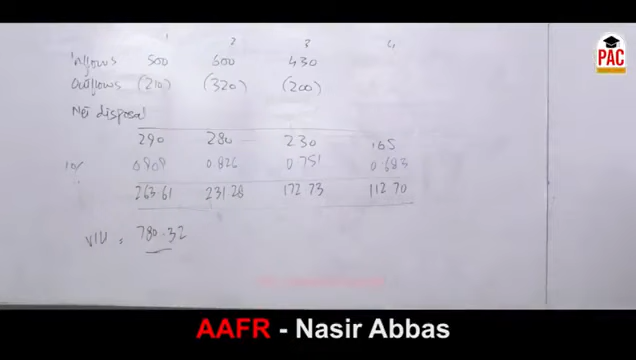 1 2 3 4
Inflows 500 600 430
Outflows (210) (320) (200)
Net disposal
290 280 230 165
10% 0.909 0.826 0.751 0.683
263.61 231.28 172.73 112.70
VIU = 780.32
PAC
AAFR - Nasir Abbas